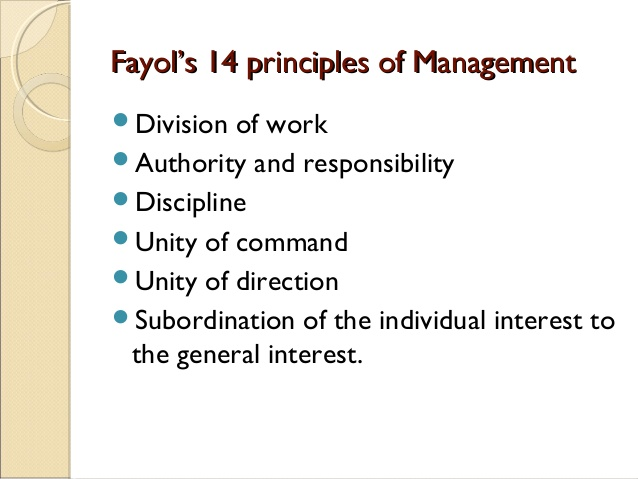 Fayol's 14 principles of Management
Division of work
Authority and responsibility
Discipline
Unity of command
Unity of direction
Subordination of the individual interest to
the general interest.